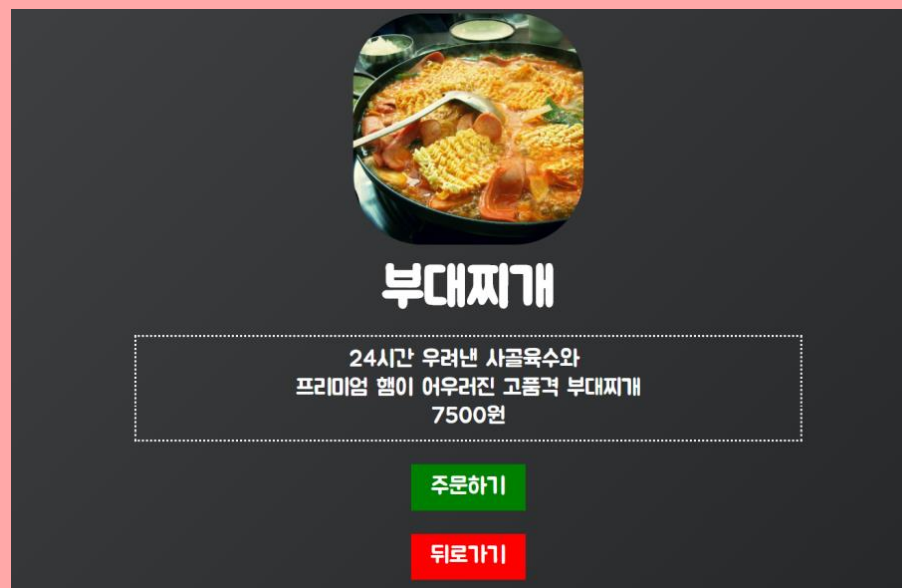 부대찌개
24시간 우려낸 사골육수와
프리미엄 햄이 어우러진 고품격 부대찌개
7500원
주문하기
뒤로가기